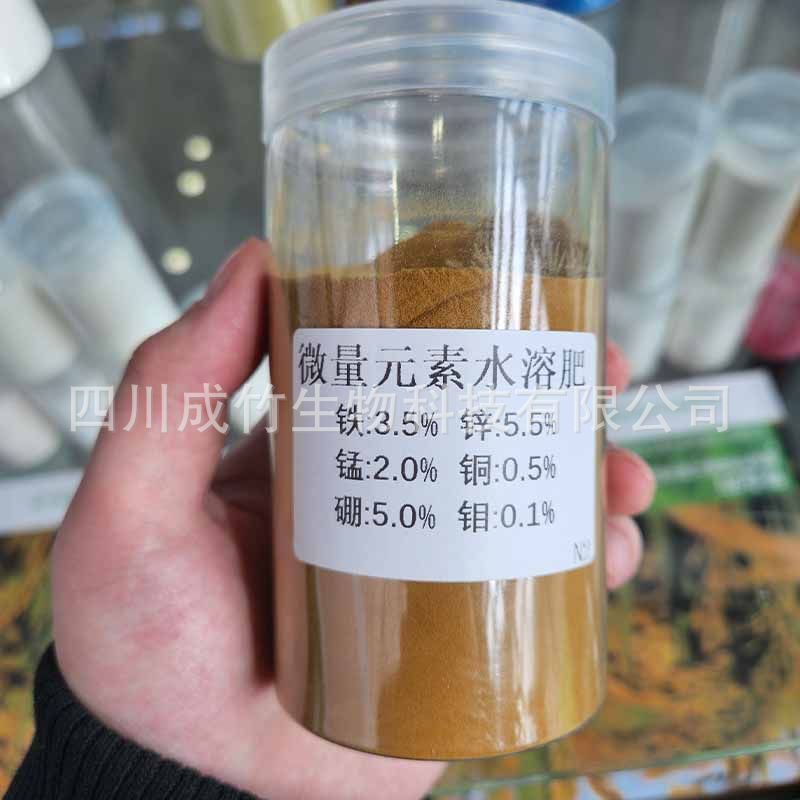 微量元素水溶肥
四川成竹生物科技有限公司
铁:3.5% 锌:5.5%
锰:2.0% 铜:0.5%
硼:5.0% 钼:0.1%